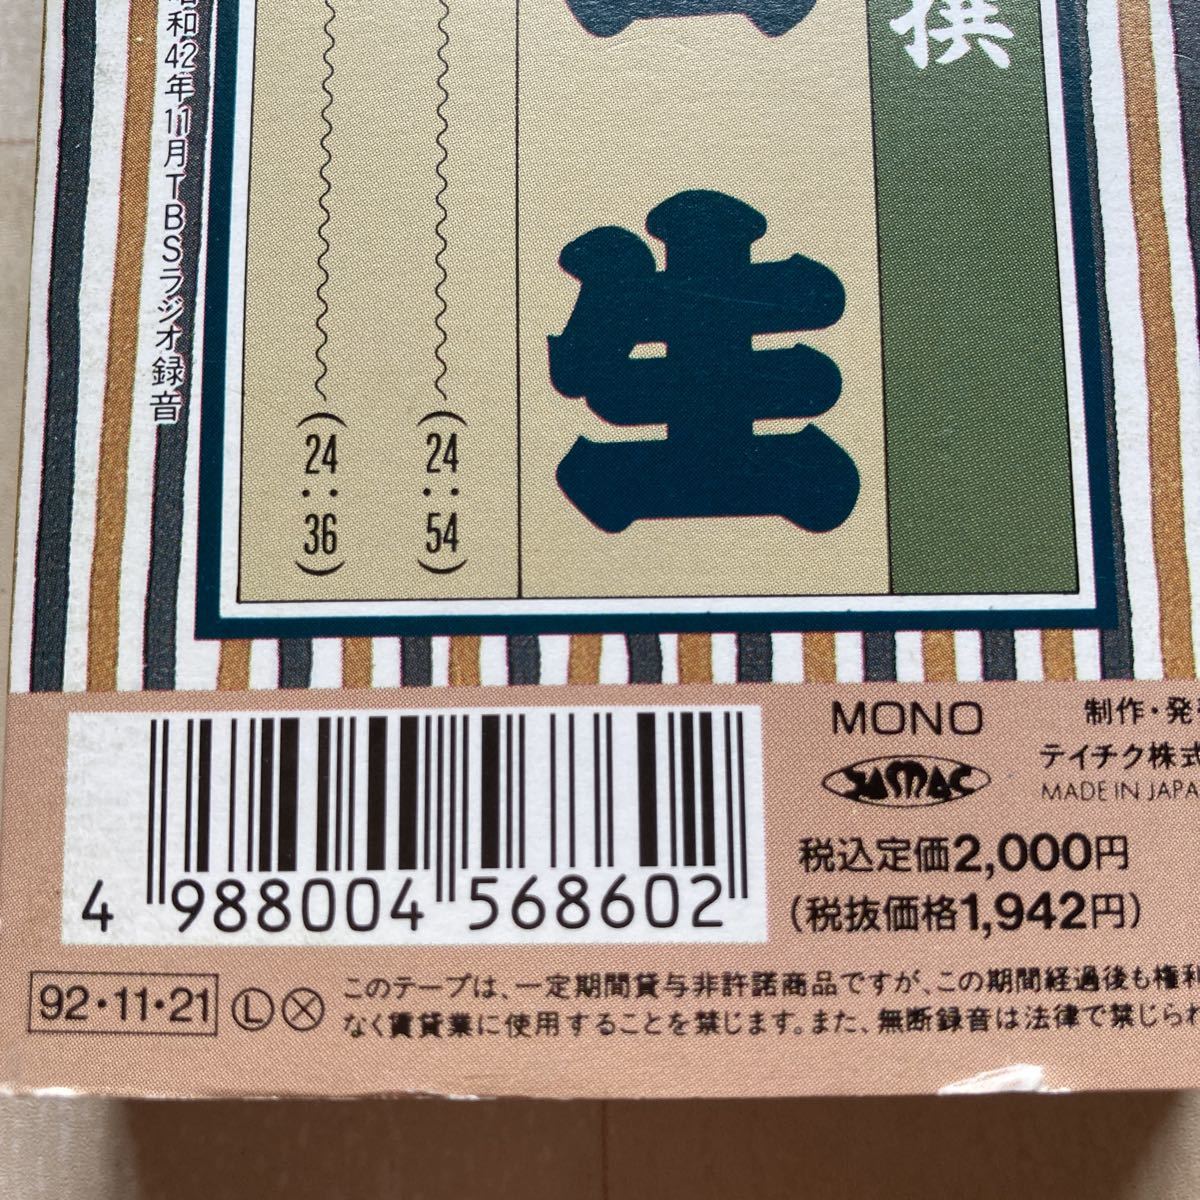 撰
生
(24:54)
(24:36)
昭和42年11月TBSラジオ録音
MONO
制作・発
JAMAC
テイチク株式
MADE IN JAPA
税込定価2,000円
(税抜価格1,942円)
4 988004 568602
92・11・21 Ⓛ
このテープは、一定期間貸与非許諾商品ですが、この期間経過後も権利
なく賃貸業に使用することを禁じます。また、無断録音は法律で禁じられ